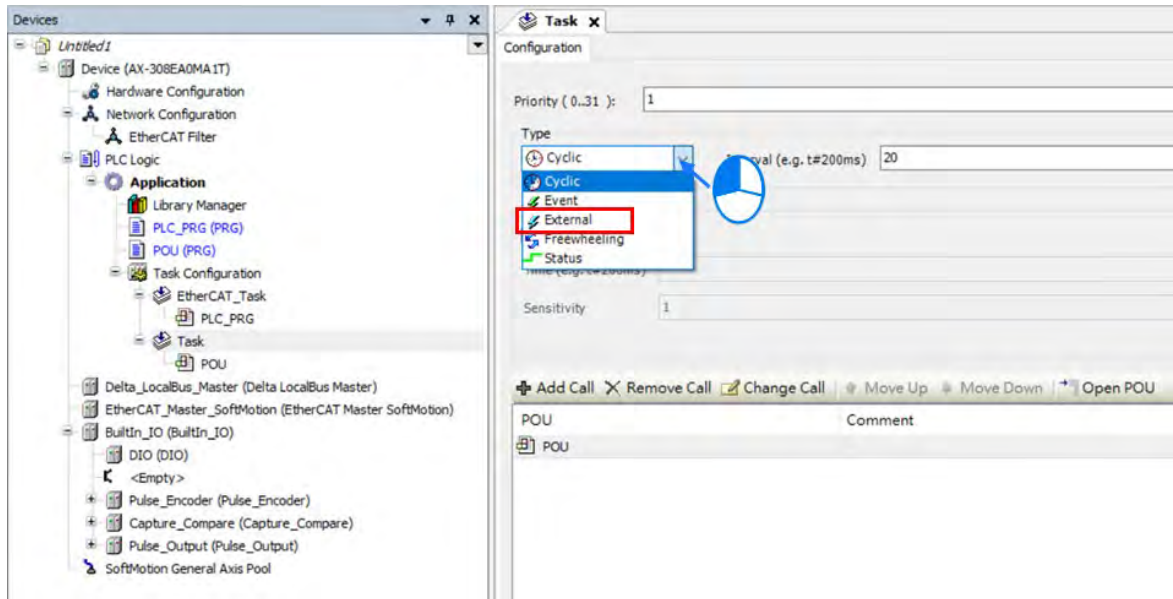 Devices
Untitled1
Device (AX-308EA0MA1T)
Hardware Configuration
Network Configuration
EtherCAT Filter
PLC Logic
Application
Library Manager
PLC_PRG (PRG)
POU (PRG)
Task Configuration
EtherCAT_Task
PLC_PRG
Task
POU
Delta_LocalBus_Master (Delta LocalBus Master)
EtherCAT_Master_SoftMotion (EtherCAT Master SoftMotion)
BuiltIn_IO (BuiltIn_IO)
DIO (DIO)
<Empty>
Pulse_Encoder (Pulse_Encoder)
Capture_Compare (Capture_Compare)
Pulse_Output (Pulse_Output)
SoftMotion General Axis Pool
Task
Configuration
Priority ( 0..31 ): 1
Type
Cyclic (e.g. t#200ms) 20
Cyclic
Event
External
Freewheeling
Status
Time (e.g. t#200ms)
Sensitivity 1
Add Call Remove Call Change Call Move Up Move Down Open POU
POU Comment
POU